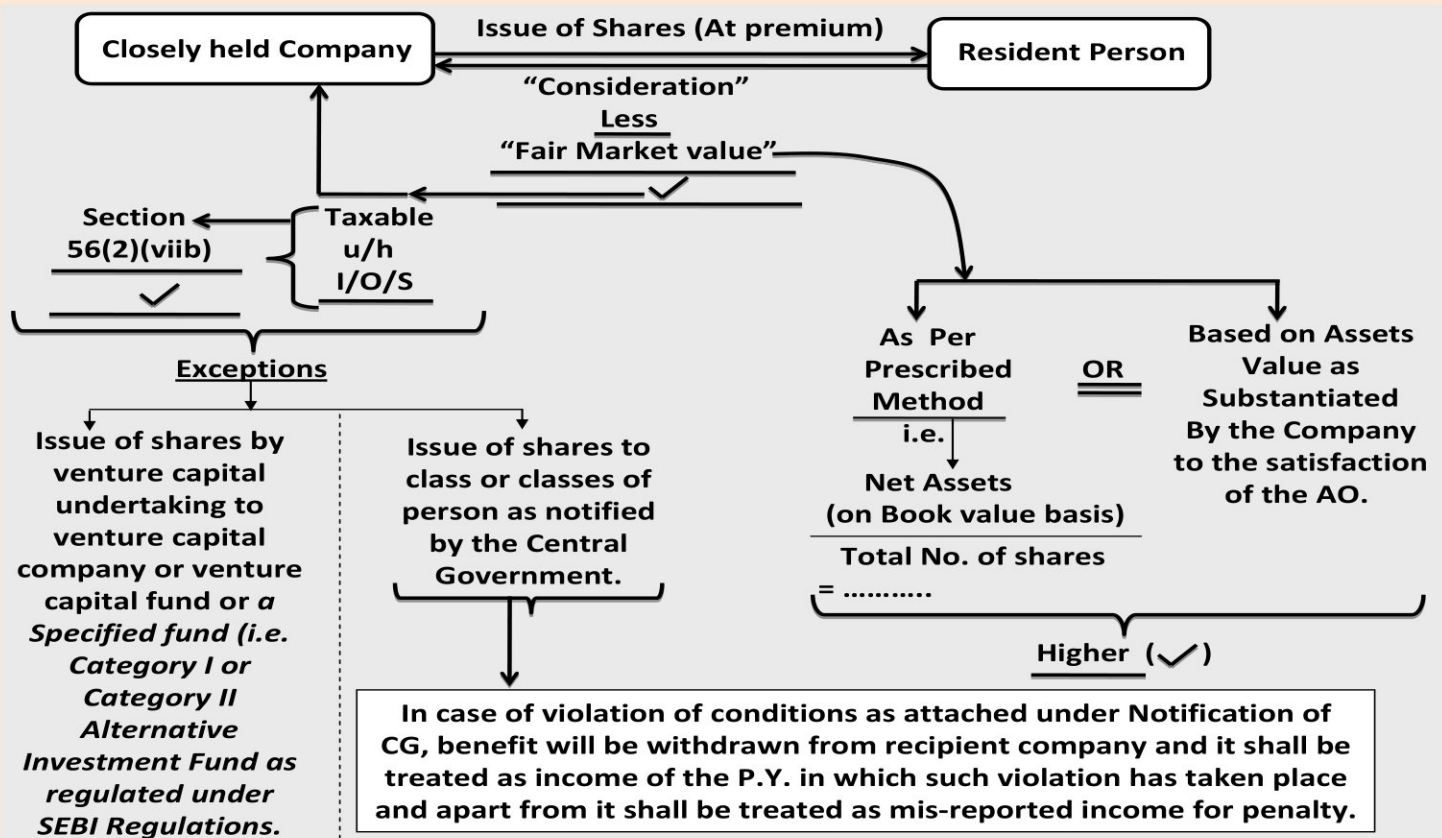 Closely held Company
Issue of Shares (At premium)
Resident Person
“Consideration”
Less
“Fair Market value”
Section
56(2)(viib)
Taxable
u/h
I/O/S
Exceptions
Issue of shares by
venture capital
undertaking to
venture capital
company or venture
capital fund or a
Specified fund (i.e.
Category I or
Category II
Alternative
Investment Fund as
regulated under
SEBI Regulations.
Issue of shares to
class or classes of
person as notified
by the Central
Government.
As Per
Prescribed
Method
i.e.
Net Assets
(on Book value basis)
Total No. of shares
= ...........
OR
Based on Assets
Value as
Substantiated
By the Company
to the satisfaction
of the AO.
Higher (✓)
In case of violation of conditions as attached under Notification of
CG, benefit will be withdrawn from recipient company and it shall be
treated as income of the P.Y. in which such violation has taken place
and apart from it shall be treated as mis-reported income for penalty.